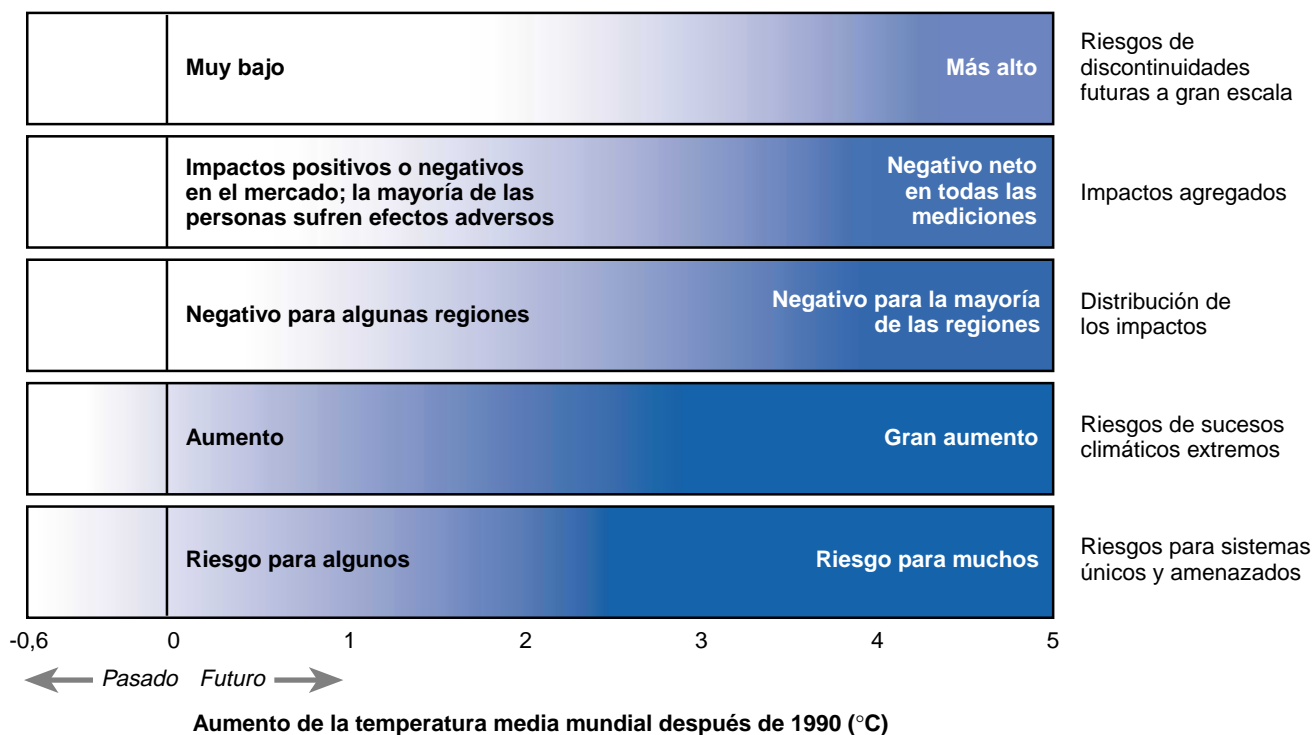 Muy bajo
Más alto
Riesgos de
discontinuidades
futuras a gran escala
Impactos positivos o negativos
en el mercado; la mayoría de las
personas sufren efectos adversos
Negativo neto
en todas las
mediciones
Impactos agregados
Negativo para algunas regiones
Negativo para la mayoría
de las regiones
Distribución de
los impactos
Aumento
Gran aumento
Riesgos de sucesos
climáticos extremos
Riesgo para algunos
Riesgo para muchos
Riesgos para sistemas
únicos y amenazados
-0,6 0 1 2 3 4 5
Pasado Futuro
Aumento de la temperatura media mundial después de 1990 (°C)